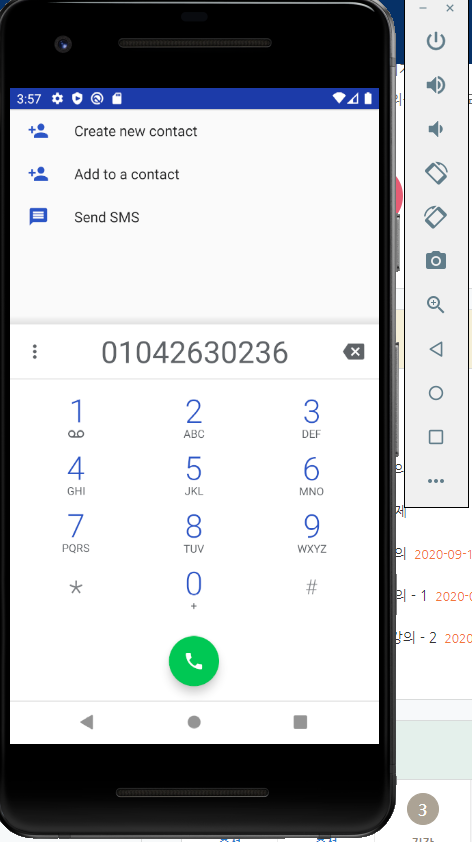 3:57
Create new contact
Add to a contact
Send SMS
01042630236
1
2
ABC
3
DEF
4
GHI
5
JKL
6
MNO
7
PQRS
8
TUV
9
WXYZ
*
0
+
#
의
제
의 2020-09-1
의 - 1 2020-0
강의 - 2 2020
3